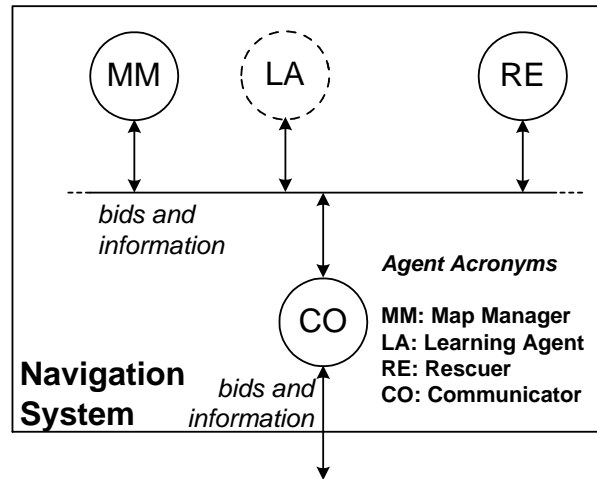 MM
LA
RE
bids and
information
Agent Acronyms
MM: Map Manager
LA: Learning Agent
RE: Rescuer
CO: Communicator
CO
Navigation
System
bids and
information